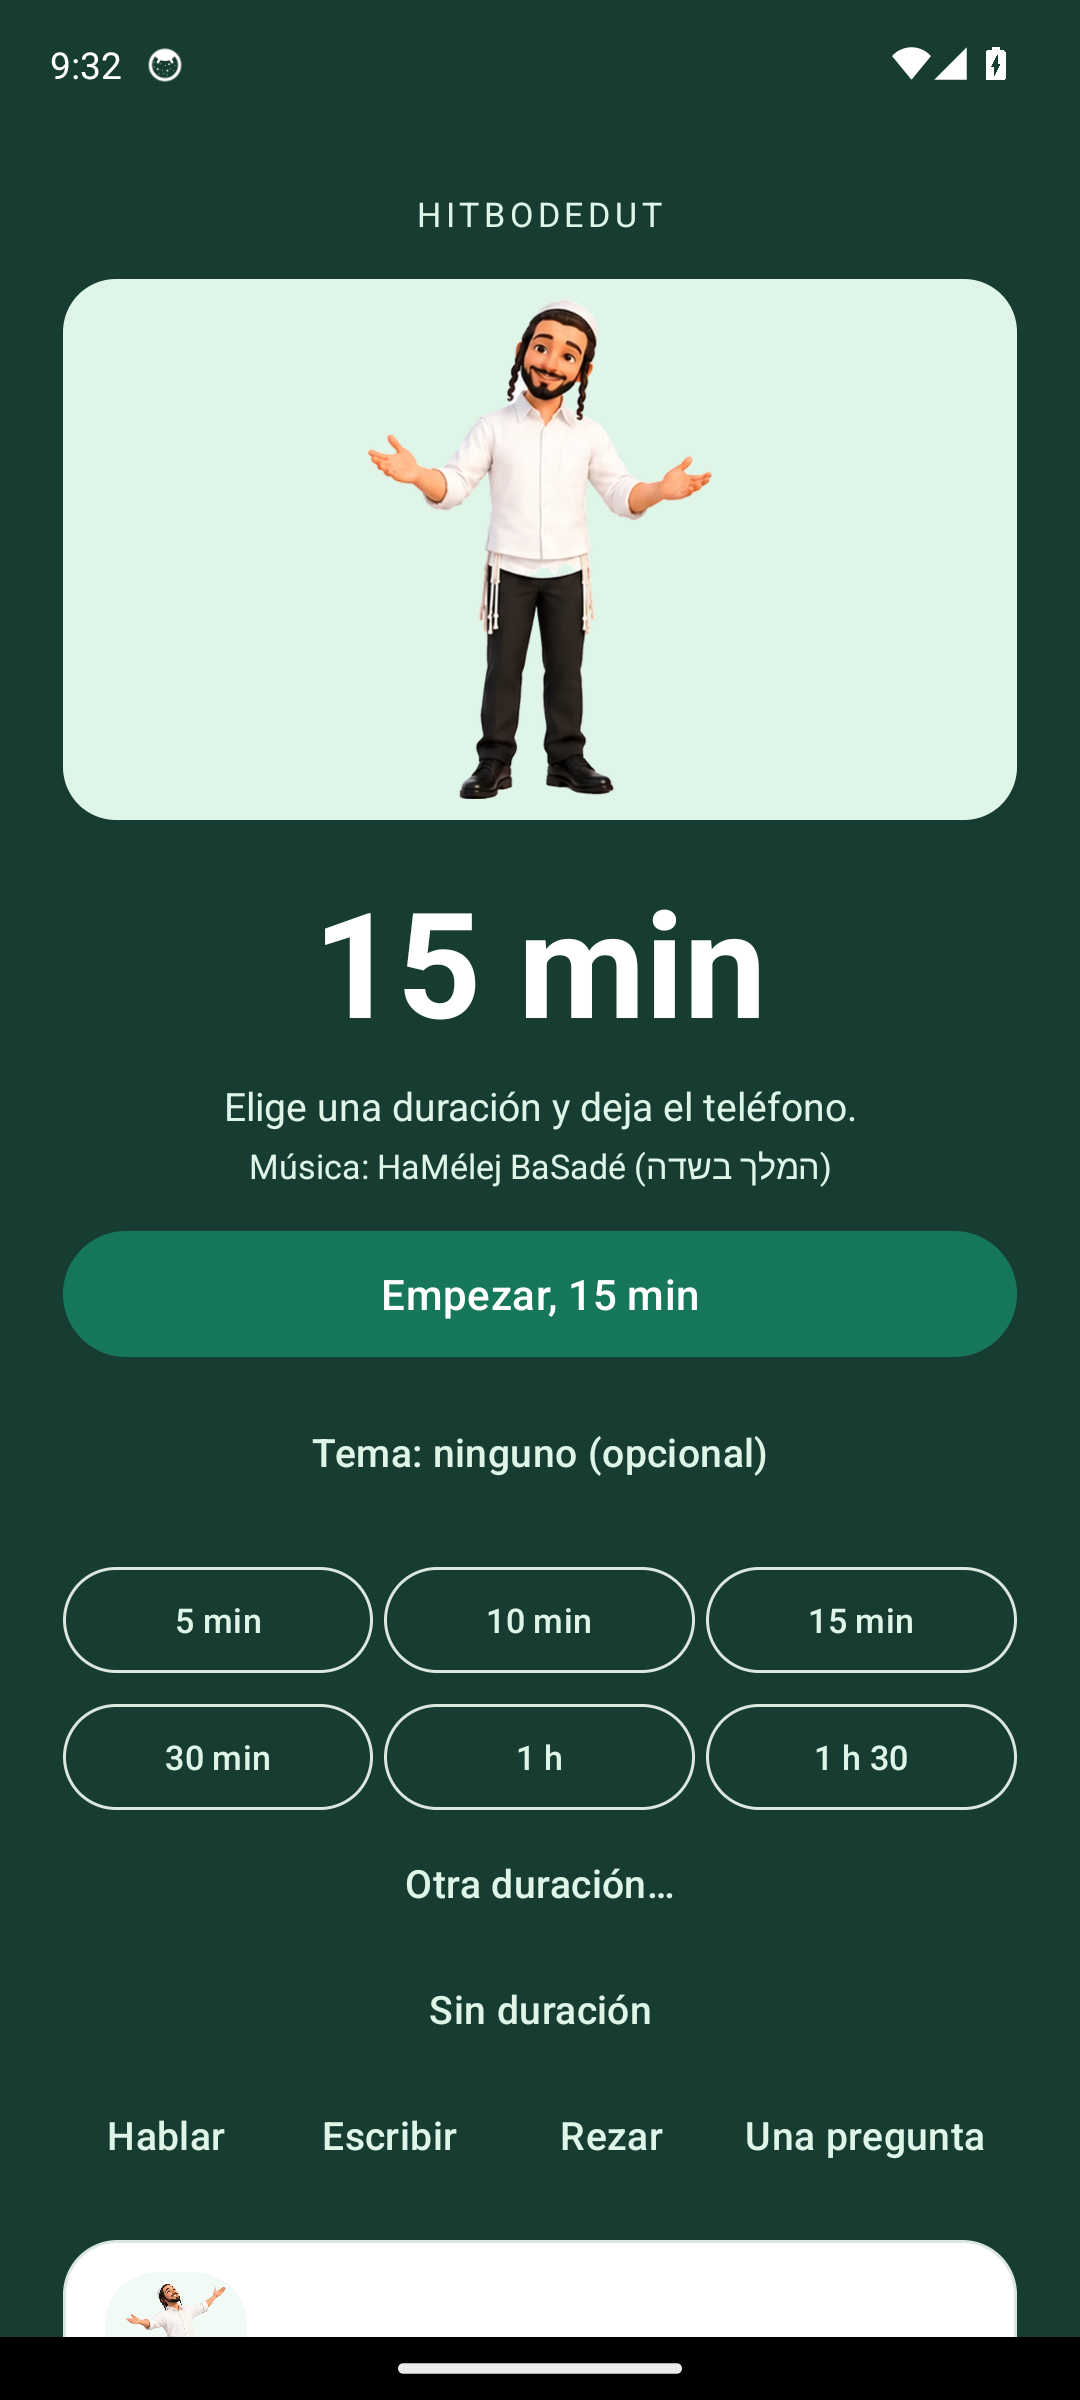 9:32
HITBODEDUT
15 min
Elige una duración y deja el teléfono.
Música: HaMélej BaSadé (המלך בשדה)
Empezar, 15 min
Tema: ninguno (opcional)
5 min
10 min
15 min
30 min
1 h
1 h 30
Otra duración…
Sin duración
Hablar
Escribir
Rezar
Una pregunta